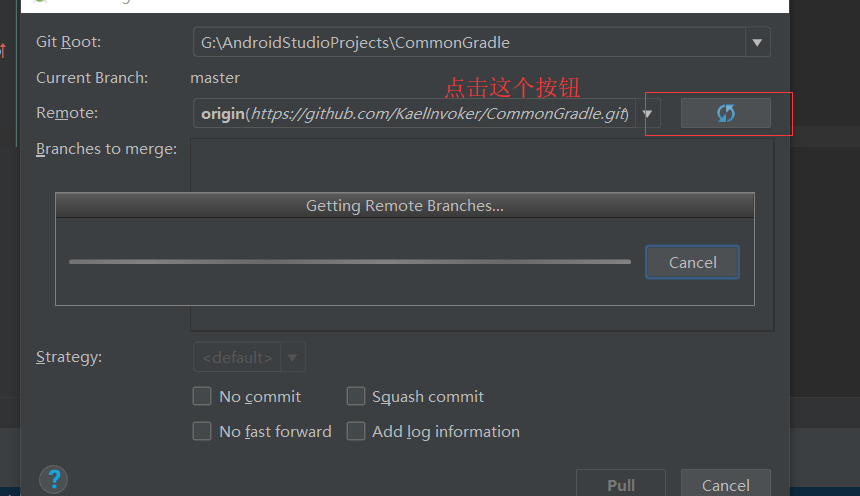 Git Root:
G:\AndroidStudioProjects\CommonGradle
Current Branch:
master
点击这个按钮
Remote:
origin(https://github.com/KaelInvoker/CommonGradle.git)
Branches to merge:
Getting Remote Branches...
Cancel
Strategy:
<default>
No commit
Squash commit
No fast forward
Add log information
?
Pull
Cancel